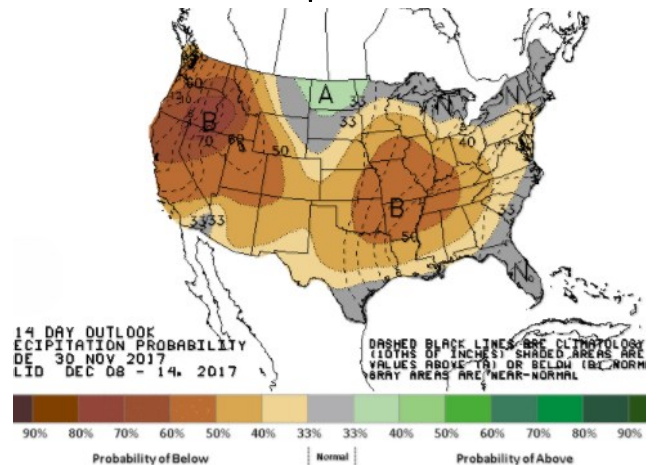 A
33
33
N
N
60
B
70
60
50
40
B
50
33
33
33
N
14 DAY OUTLOOK
ECIPITATION PROBABILITY
DE 30 NOV 2017
LID DEC 08 - 14, 2017
DASHED BLACK LINES ARE CLIMATOLOGY
(10THS OF INCHES) SHADED AREAS ARE
VALUES ABOVE (A) OR BELOW (B) NORM
GRAY AREAS ARE NEAR-NORMAL
90% 80% 70% 60% 50% 40% 33% 33% 40% 50% 60% 70% 80% 90%
Probability of Below Normal Probability of Above